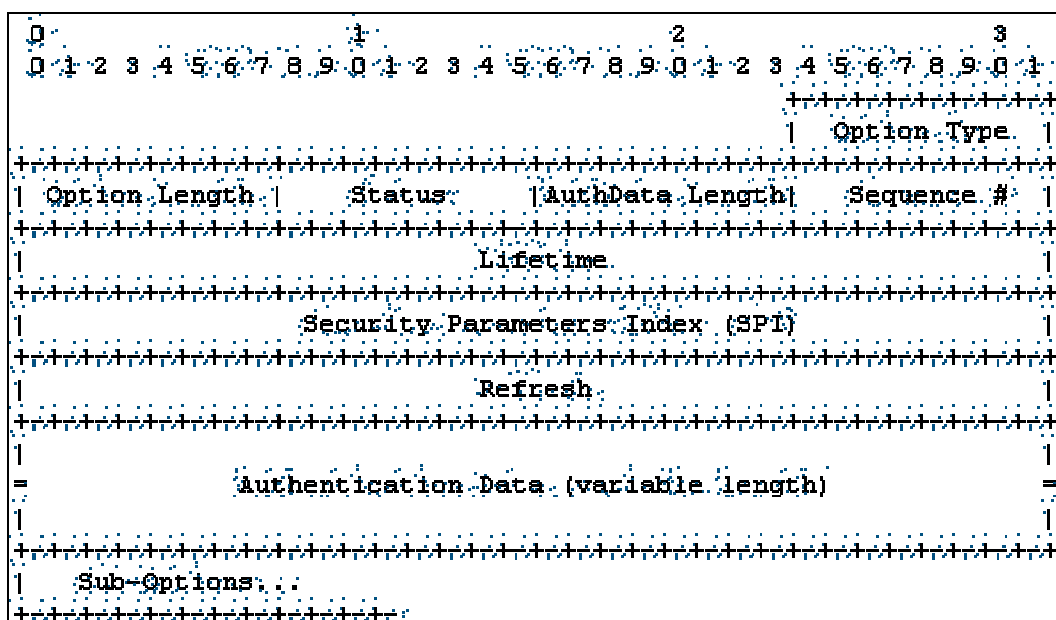 0 1 2 3
0 1 2 3 4 5 6 7 8 9 0 1 2 3 4 5 6 7 8 9 0 1 2 3 4 5 6 7 8 9 0 1
+-+-+-+-+-+-+-+-+
| Option Type |
+-+-+-+-+-+-+-+-+-+-+-+-+-+-+-+-+-+-+-+-+-+-+-+-+-+-+-+-+-+-+-+-+
| Option Length | Status |AuthData Length| Sequence # |
+-+-+-+-+-+-+-+-+-+-+-+-+-+-+-+-+-+-+-+-+-+-+-+-+-+-+-+-+-+-+-+-+
| Lifetime |
+-+-+-+-+-+-+-+-+-+-+-+-+-+-+-+-+-+-+-+-+-+-+-+-+-+-+-+-+-+-+-+-+
| Security Parameters Index (SPI) |
+-+-+-+-+-+-+-+-+-+-+-+-+-+-+-+-+-+-+-+-+-+-+-+-+-+-+-+-+-+-+-+-+
| Refresh |
+-+-+-+-+-+-+-+-+-+-+-+-+-+-+-+-+-+-+-+-+-+-+-+-+-+-+-+-+-+-+-+-+
| |
= Authentication Data (variable length) =
| |
+-+-+-+-+-+-+-+-+-+-+-+-+-+-+-+-+-+-+-+-+-+-+-+-+-+-+-+-+-+-+-+-+
| Sub-Options...
+-+-+-+-+-+-+-+-+-+-+-+-